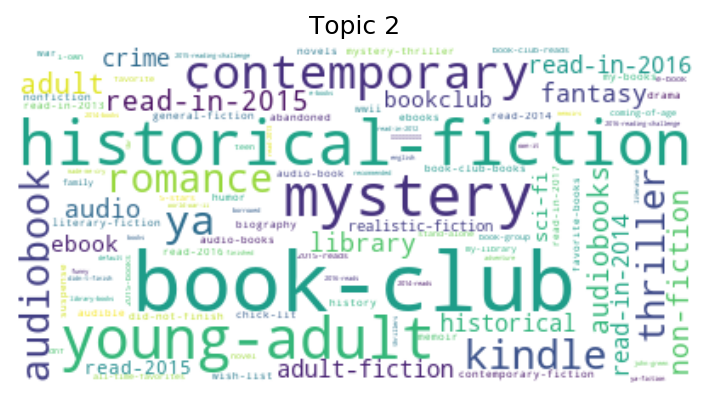 Topic 2
war
i-own
crime
2016-reading-challenge
novels
mystery-thriller
book-club-reads
read-in-2016
adult
favorite
contemporary
my-books
e-book
nonfiction
read-in-2015
bookclub
fantasy
drama
read-in-2013
general-fiction
abandoned
wwii
ebooks
read-2014
coming-of-age
2016-reading-challenge
historical-fiction
teen
read-in-2012
english
family
romance
audio-book
recommended
book-club-books
sci-fi
read-in-2017
audiobook
audio
ya
humor
borrowed
mystery
favorite-books
audiobooks
literature
thriller
non-fiction
literary-fiction
biography
realistic-fiction
stand-alone
ebook
books
audio-books
library
book-group
my-library
read-in-2014
default
read-2016
finished
2015-reads
adventure
funny
suspense
book-club
2016-reads
2014-reads
history
library-books
audible
did-not-finish
chick-lit
historical
young-adult
memoir
kindle
novel
read-2015
adult-fiction
contemporary-fiction
john-green
all-time-favorites
wish-list
ya-fiction